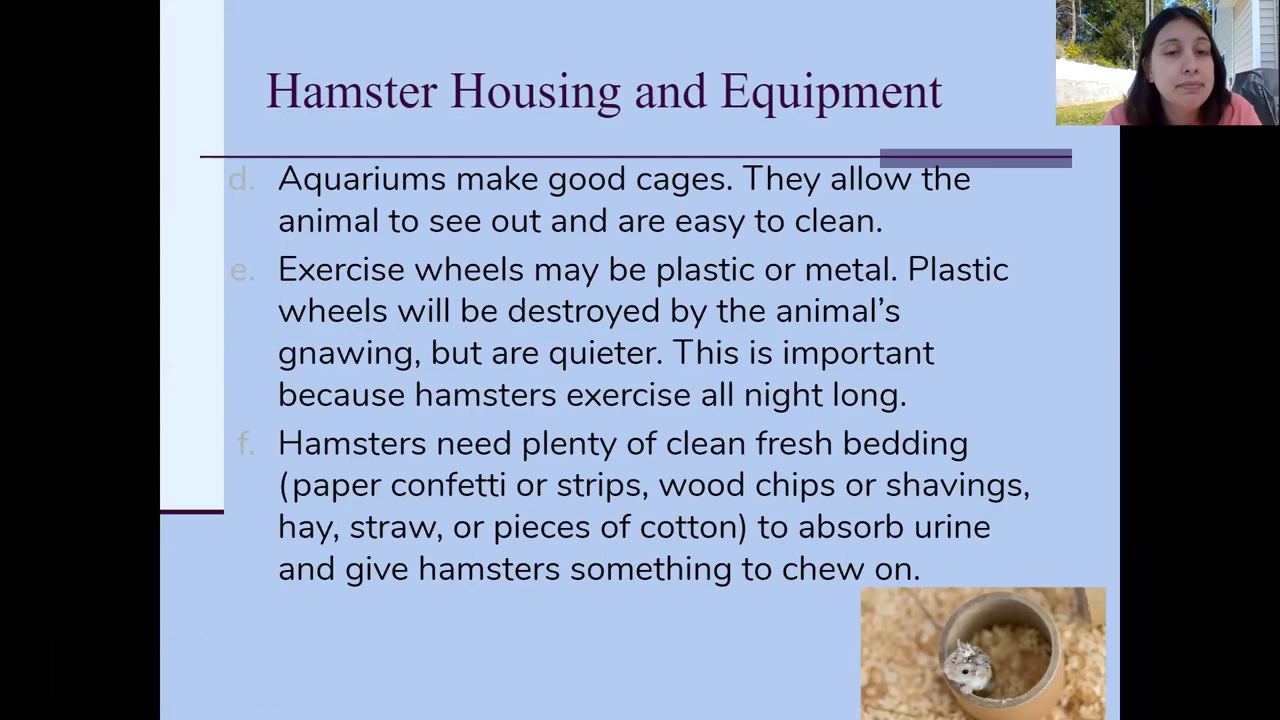 Hamster Housing and Equipment
d. Aquariums make good cages. They allow the
animal to see out and are easy to clean.
e. Exercise wheels may be plastic or metal. Plastic
wheels will be destroyed by the animal’s
gnawing, but are quieter. This is important
because hamsters exercise all night long.
f. Hamsters need plenty of clean fresh bedding
(paper confetti or strips, wood chips or shavings,
hay, straw, or pieces of cotton) to absorb urine
and give hamsters something to chew on.